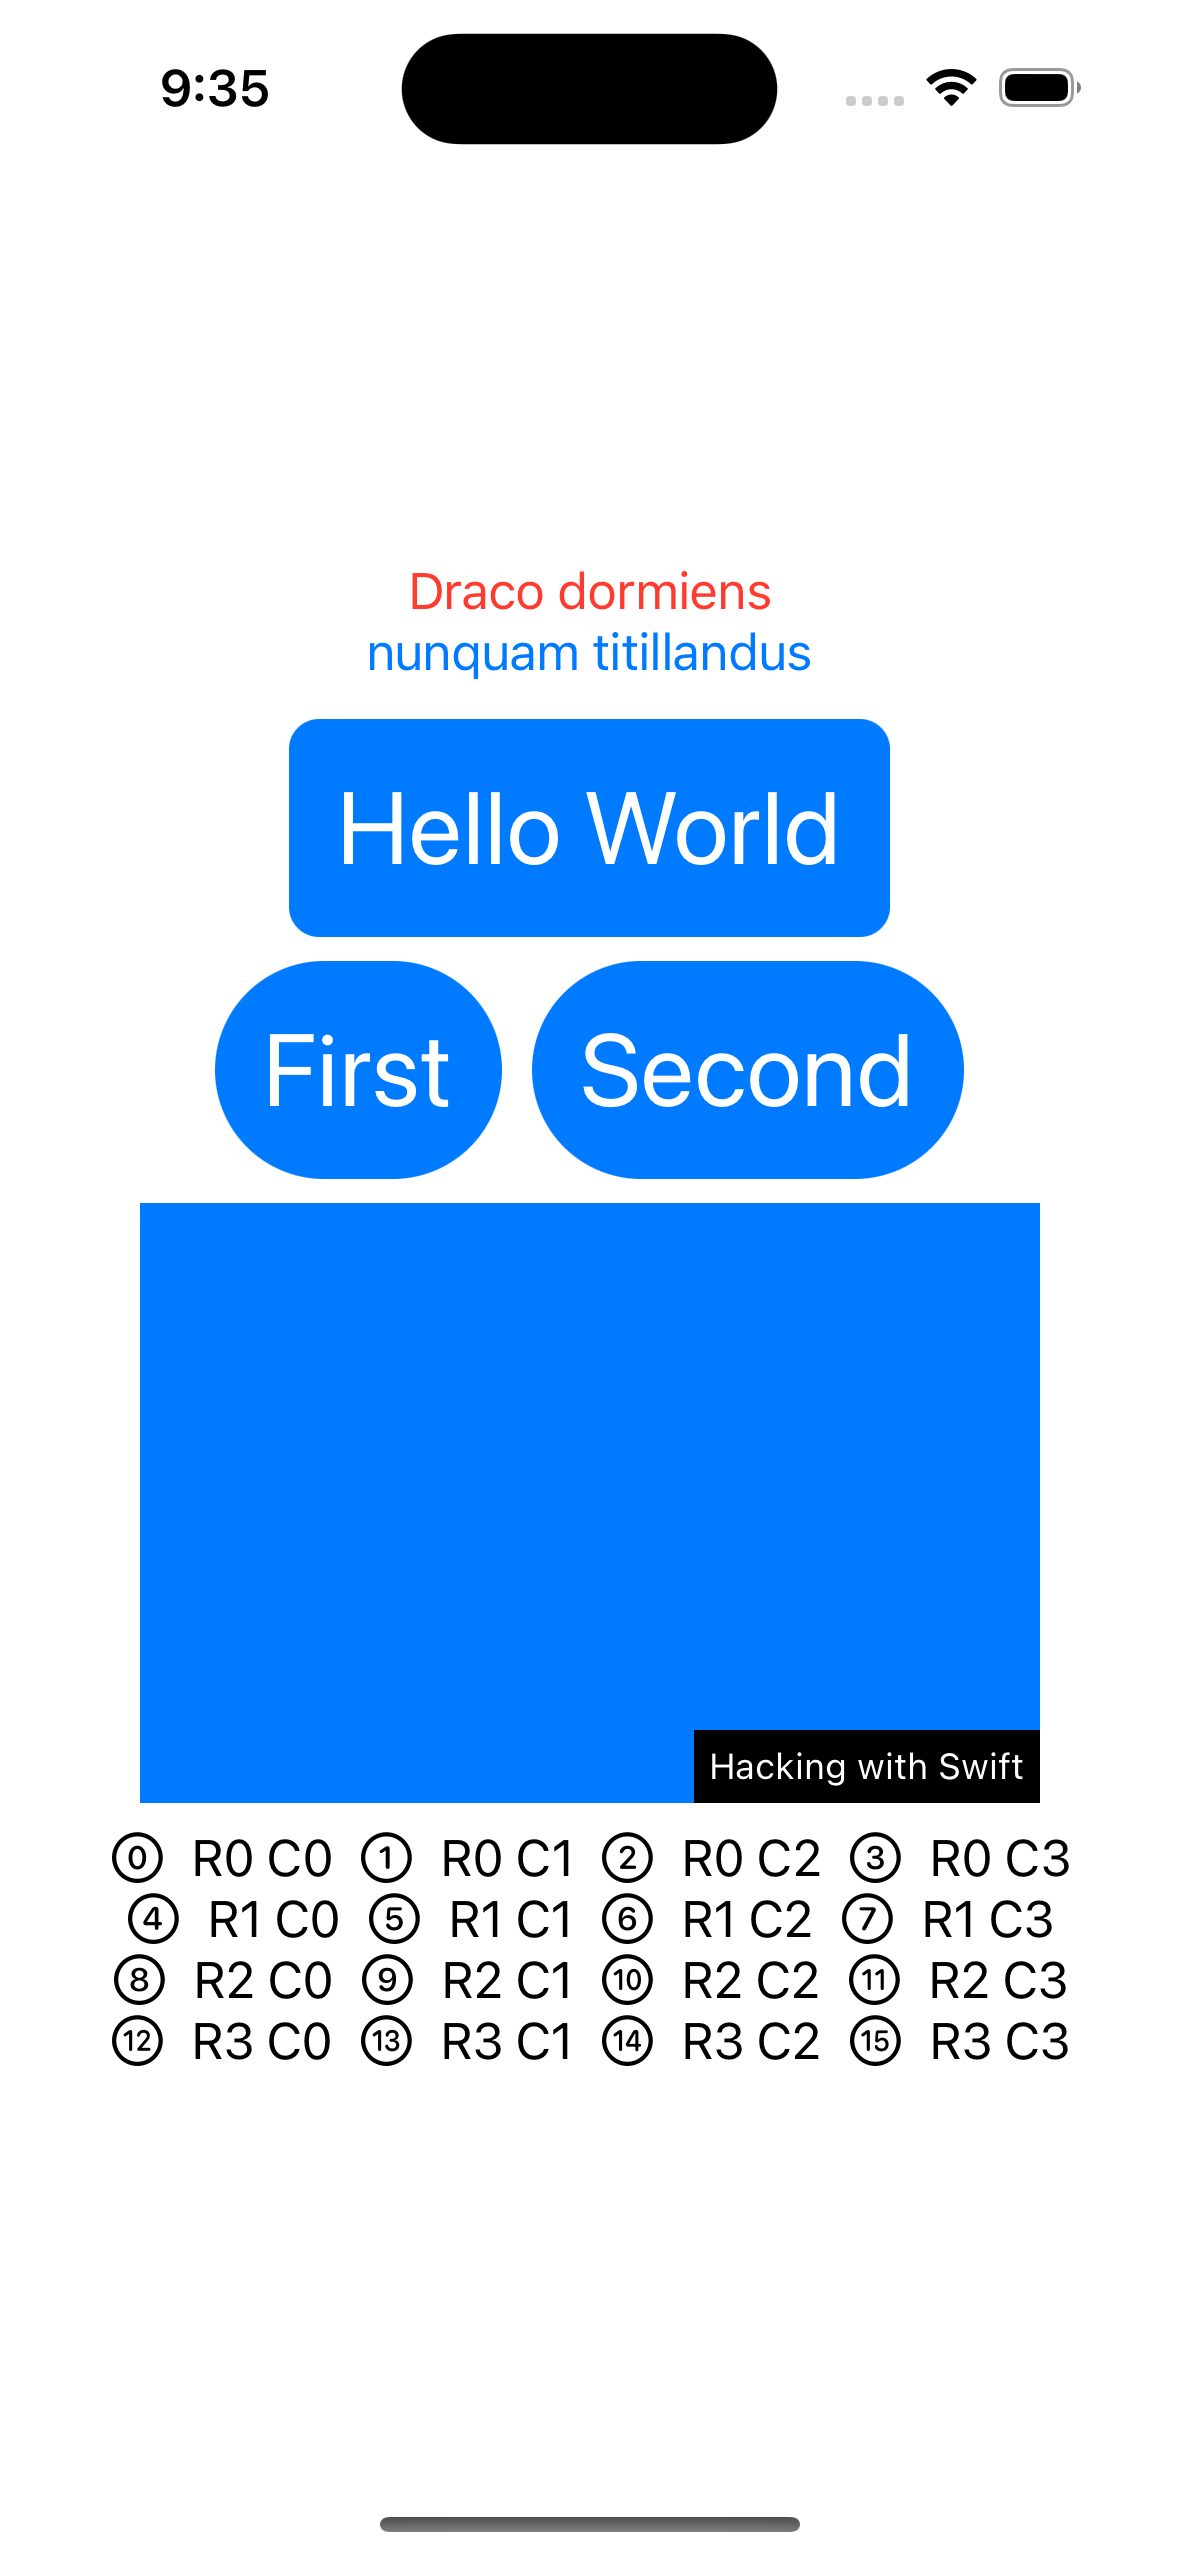 9:35
Draco dormiens
nunquam titillandus
Hello World
First Second
Hacking with Swift
0 R0 C0 1 R0 C1 2 R0 C2 3 R0 C3
4 R1 C0 5 R1 C1 6 R1 C2 7 R1 C3
8 R2 C0 9 R2 C1 10 R2 C2 11 R2 C3
12 R3 C0 13 R3 C1 14 R3 C2 15 R3 C3